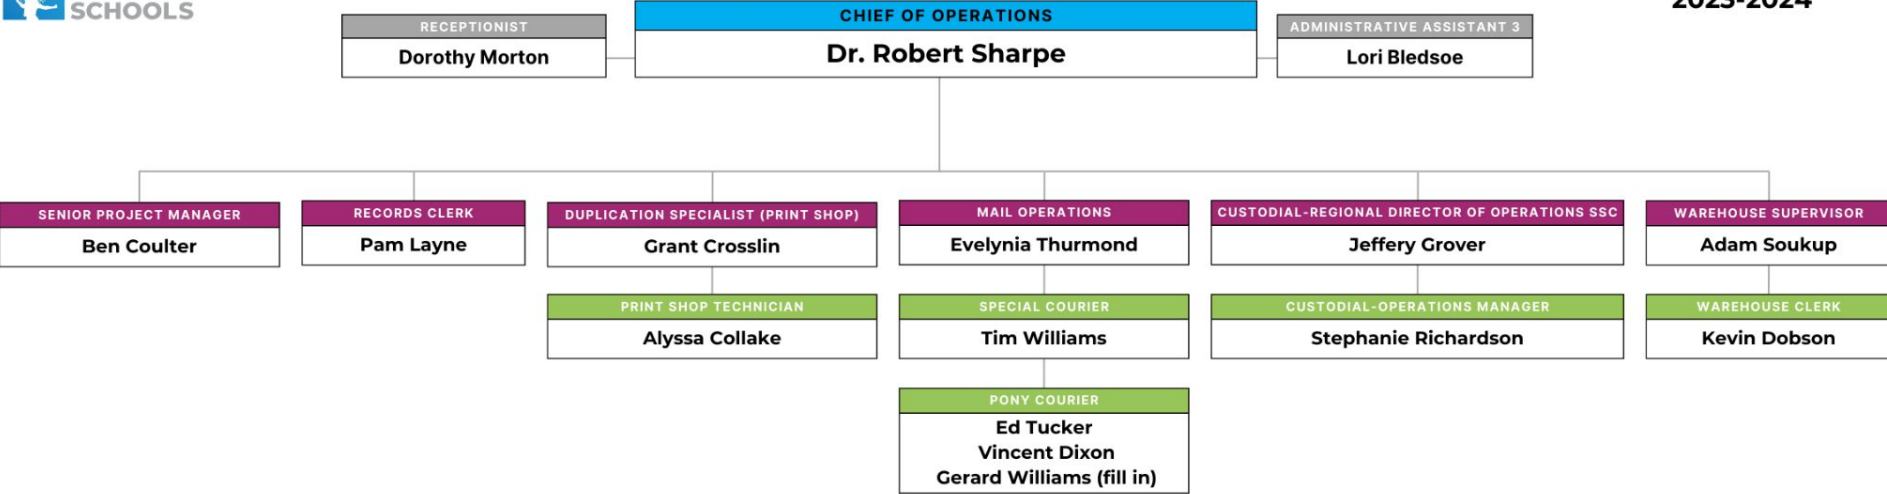 SCHOOLS
2023-2024
CHIEF OF OPERATIONS
Dr. Robert Sharpe
RECEPTIONIST
Dorothy Morton
ADMINISTRATIVE ASSISTANT 3
Lori Bledsoe
SENIOR PROJECT MANAGER
Ben Coulter
RECORDS CLERK
Pam Layne
DUPLICATION SPECIALIST (PRINT SHOP)
Grant Crosslin
PRINT SHOP TECHNICIAN
Alyssa Collake
MAIL OPERATIONS
Evelynia Thurmond
SPECIAL COURIER
Tim Williams
PONY COURIER
Ed Tucker
Vincent Dixon
Gerard Williams (fill in)
CUSTODIAL-REGIONAL DIRECTOR OF OPERATIONS SSC
Jeffery Grover
CUSTODIAL-OPERATIONS MANAGER
Stephanie Richardson
WAREHOUSE SUPERVISOR
Adam Soukup
WAREHOUSE CLERK
Kevin Dobson